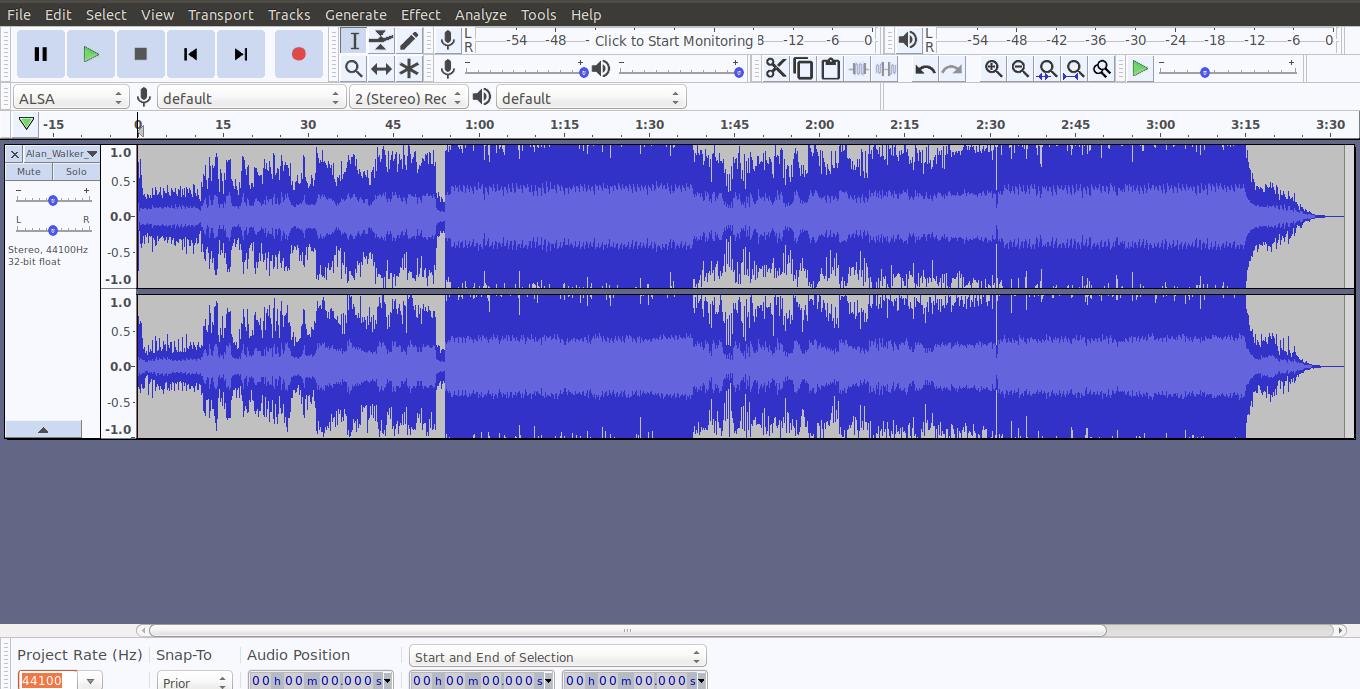 File Edit Select View Transport Tracks Generate Effect Analyze Tools Help
L R -54 -48 - Click to Start Monitoring 8 -12 -6 0 L R -54 -48 -42 -36 -30 -24 -18 -12 -6 0
- + - + - +
ALSA default 2 (Stereo) Rec default
-15 0 15 30 45 1:00 1:15 1:30 1:45 2:00 2:15 2:30 2:45 3:00 3:15 3:30
Alan_Walker_ 1.0
Mute Solo
- + 0.5
L R 0.0
Stereo, 44100Hz -0.5
32-bit float
-1.0
1.0
0.5
0.0
-0.5
-1.0
Project Rate (Hz) Snap-To Audio Position Start and End of Selection
44100 Prior 00 h 00 m 00.000 s 00 h 00 m 00.000 s 00 h 00 m 00.000 s